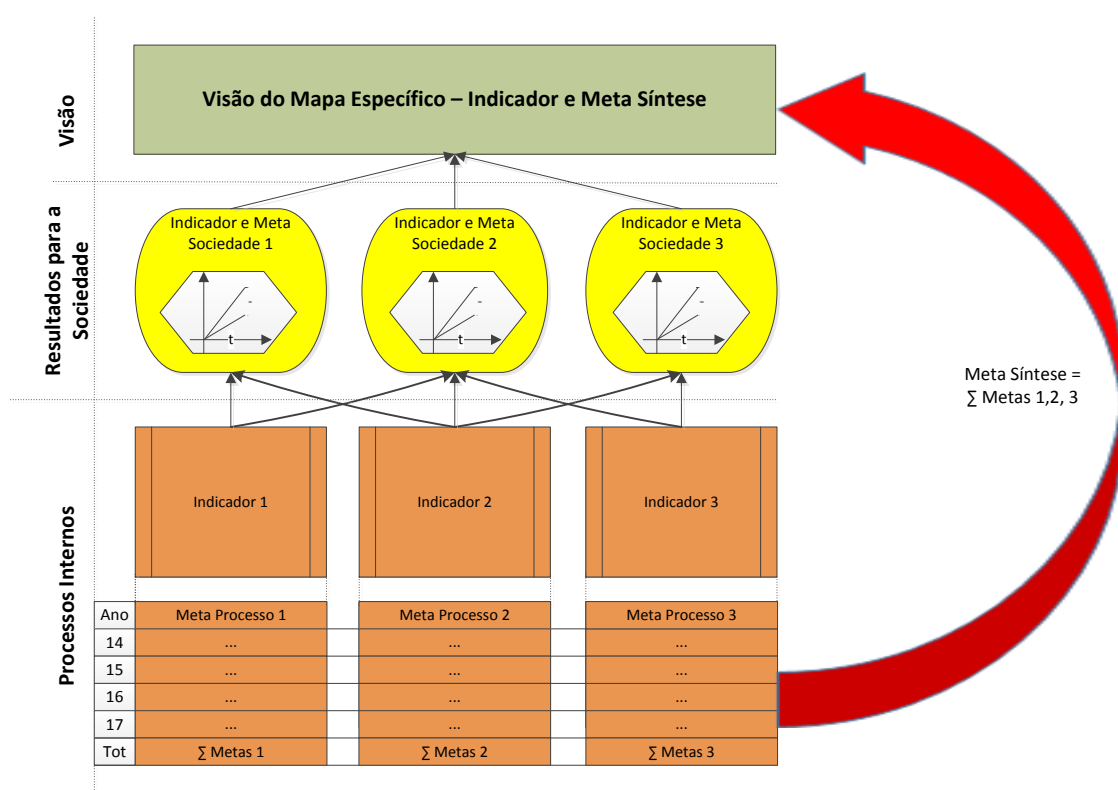 Visão
Visão do Mapa Específico – Indicador e Meta Síntese
Resultados para a
Sociedade
Indicador e Meta
Sociedade 1
t
Indicador e Meta
Sociedade 2
t
Indicador e Meta
Sociedade 3
t
Meta Síntese =
∑ Metas 1,2, 3
Processos Internos
Indicador 1
Indicador 2
Indicador 3
Ano Meta Processo 1 Meta Processo 2 Meta Processo 3
14 ... ... ...
15 ... ... ...
16 ... ... ...
17 ... ... ...
Tot ∑ Metas 1 ∑ Metas 2 ∑ Metas 3